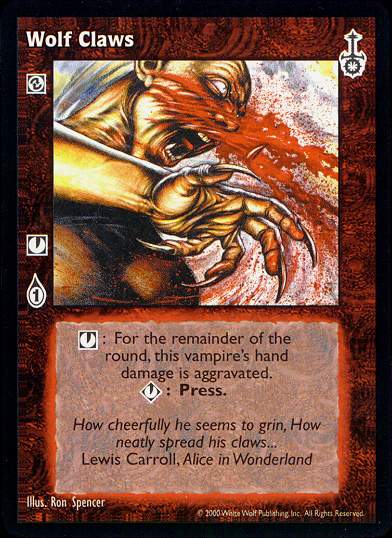 Wolf Claws
1
: For the remainder of the
round, this vampire's hand
damage is aggravated.
: Press.
How cheerfully he seems to grin, How
neatly spread his claws...
Lewis Carroll, Alice in Wonderland
Illus. Ron Spencer
© 2000 White Wolf Publishing, Inc. All Rights Reserved.